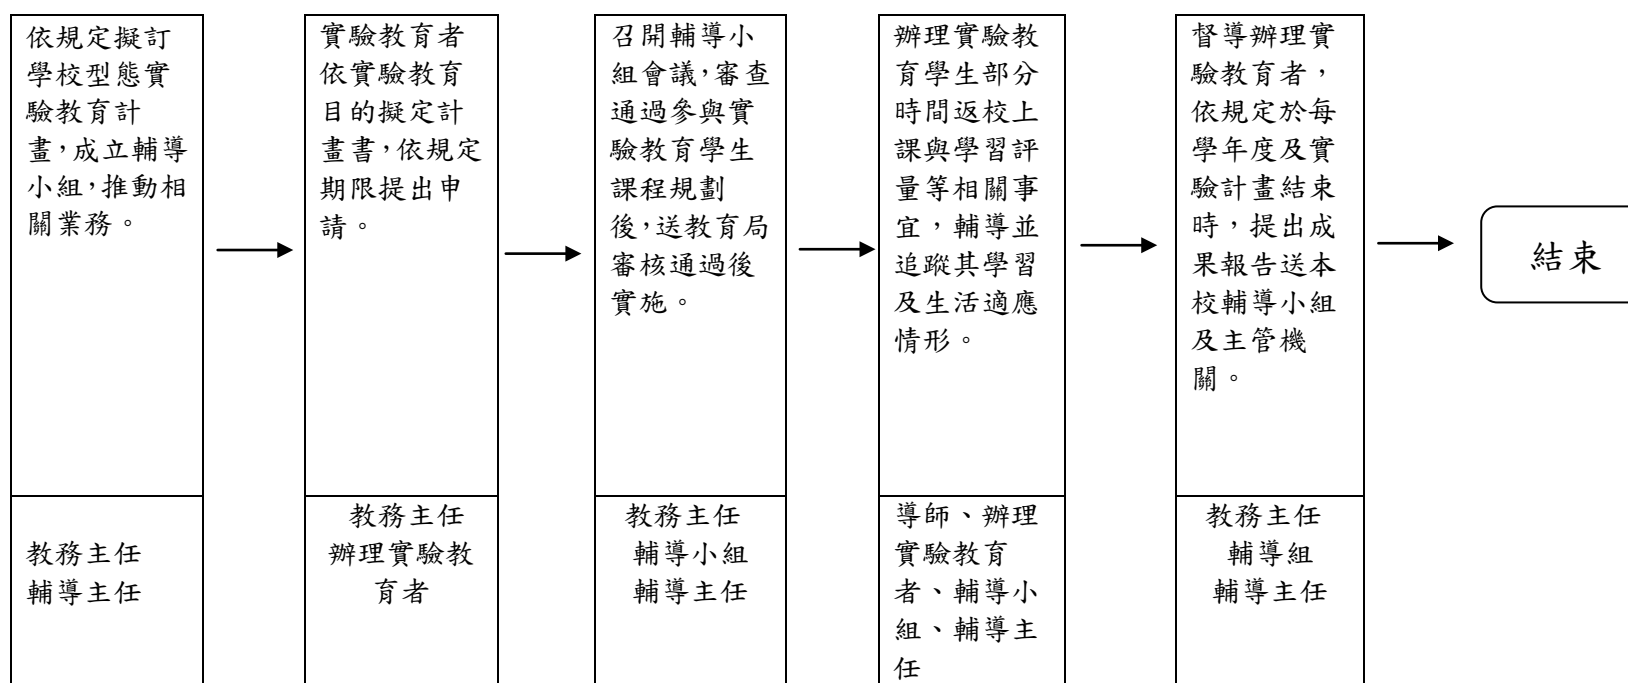 依規定擬訂
學校型態實
驗教育計
畫,成立輔導
小組,推動相
關業務。
教務主任
輔導主任
實驗教育者
依實驗教育
目的擬定計
畫書,依規定
期限提出申
請。
教務主任
辦理實驗教
育者
召開輔導小
組會議,審查
通過參與實
驗教育學生
課程規劃
後,送教育局
審核通過後
實施。
教務主任
輔導小組
輔導主任
辦理實驗教
育學生部分
時間返校上
課與學習評
量等相關事
宜,輔導並
追蹤其學習
及生活適應
情形。
導師、辦理
實驗教育
者、輔導小
組、輔導主
任
督導辦理實
驗教育者,
依規定於每
學年度及實
驗計畫結束
時,提出成
果報告送本
校輔導小組
及主管機
關。
教務主任
輔導組
輔導主任
結束